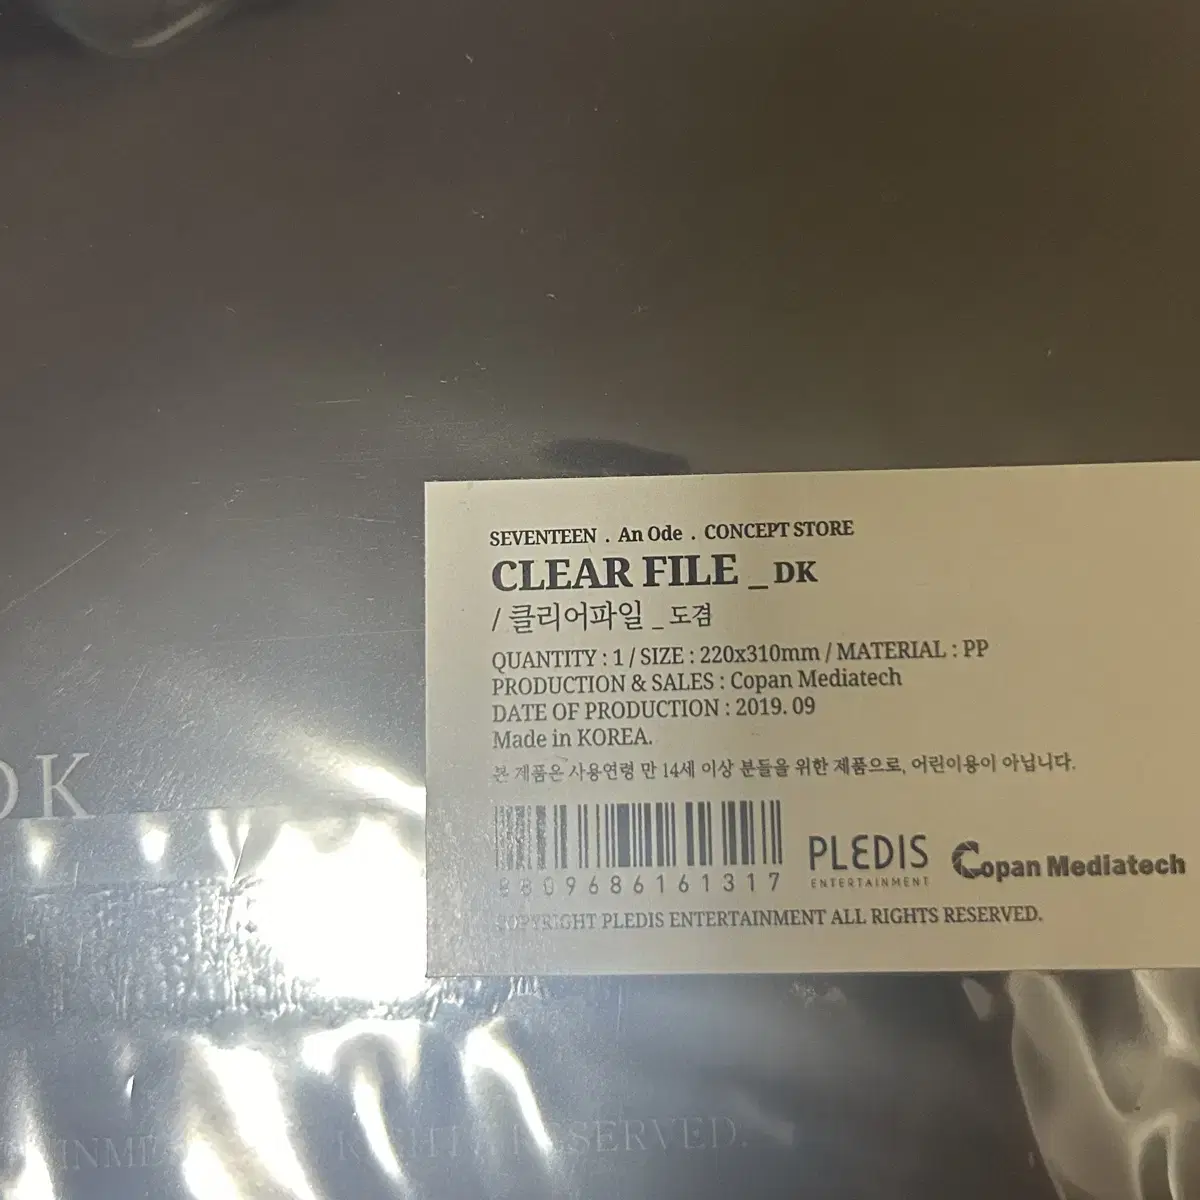 SEVENTEEN . An Ode . CONCEPT STORE
CLEAR FILE _ DK
/ 클리어파일 _ 도겸
QUANTITY : 1 / SIZE : 220x310mm / MATERIAL : PP
PRODUCTION & SALES : Copan Mediatech
DATE OF PRODUCTION : 2019. 09
Made in KOREA.
본 제품은 사용연령 만 14세 이상 분들을 위한 제품으로, 어린이용이 아닙니다.
8809686161317
PLEDIS
ENTERTAINMENT
Copan Mediatech
COPYRIGHT PLEDIS ENTERTAINMENT ALL RIGHTS RESERVED.
DK
RESERVED.